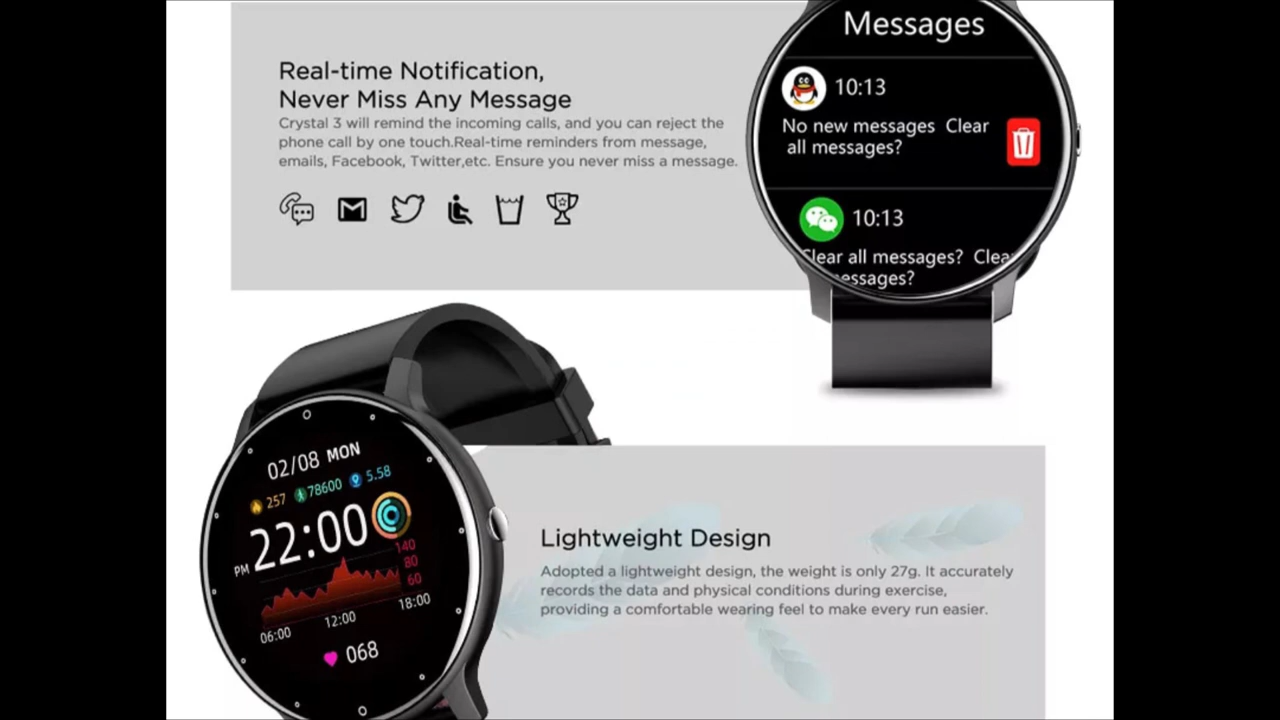 Real-time Notification,
Never Miss Any Message
Crystal 3 will remind the incoming calls, and you can reject the
phone call by one touch.Real-time reminders from message,
emails, Facebook, Twitter,etc. Ensure you never miss a message.
Messages
10:13
No new messages Clear
all messages?
10:13
Clear all messages? Clea
essages?
02/08 MON
257 78600 5.58
PM 22:00
140
80
60
06:00 12:00 18:00
068
Lightweight Design
Adopted a lightweight design, the weight is only 27g. It accurately
records the data and physical conditions during exercise,
providing a comfortable wearing feel to make every run easier.